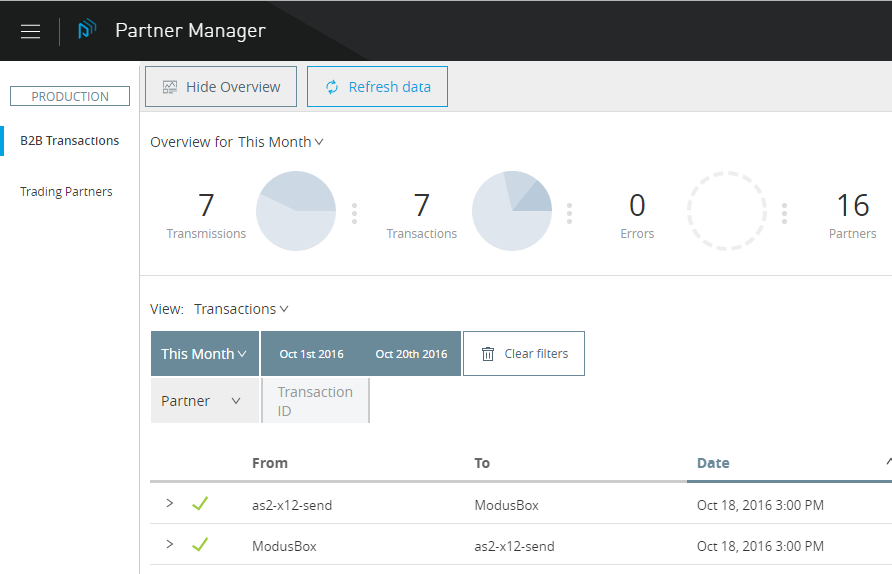 Partner Manager
PRODUCTION
B2B Transactions
Trading Partners
Hide Overview
Refresh data
Overview for This Month
7
Transmissions
7
Transactions
0
Errors
16
Partners
View: Transactions
This Month
Oct 1st 2016
Oct 20th 2016
Clear filters
Partner
Transaction
ID
From To Date
as2-x12-send ModusBox Oct 18, 2016 3:00 PM
ModusBox as2-x12-send Oct 18, 2016 3:00 PM